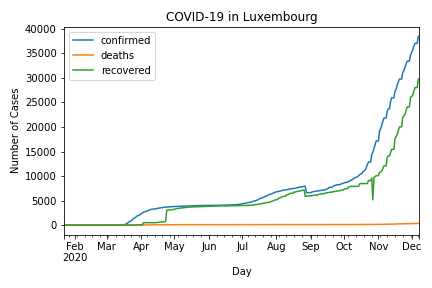 COVID-19 in Luxembourg
confirmed
deaths
recovered
Number of Cases
40000
35000
30000
25000
20000
15000
10000
5000
0
Feb Mar Apr May Jun Jul Aug Sep Oct Nov Dec
2020
Day